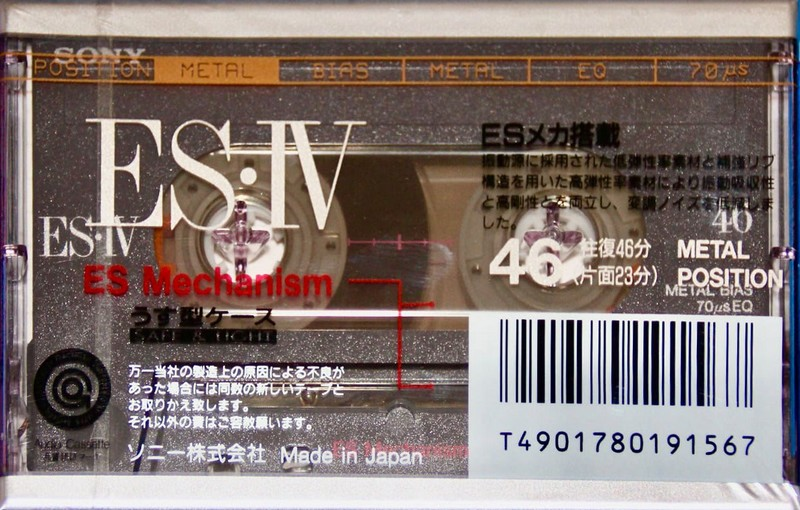 SONY
POSITION METAL BIAS METAL EQ 70μs
ES・IV
ESメカ搭載
振動源に採用された低弾性率素材と補強リブ
構造を用いた高弾性率素材により振動吸収性
と高剛性とを両立し、変調ノイズを低減しま
した。
ES・IV
46
46 往復46分
(片面23分)
METAL
POSITION
METAL BIAS
70μs EQ
ES Mechanism
うす型ケース
万一当社の製造上の原因による不良が
あった場合には同数の新しいテープと
お取りかえ致します。
それ以外の責はご容赦願います。
ソニー株式会社 Made in Japan
ES Mechanism
Audio Cassette
T4901780191567